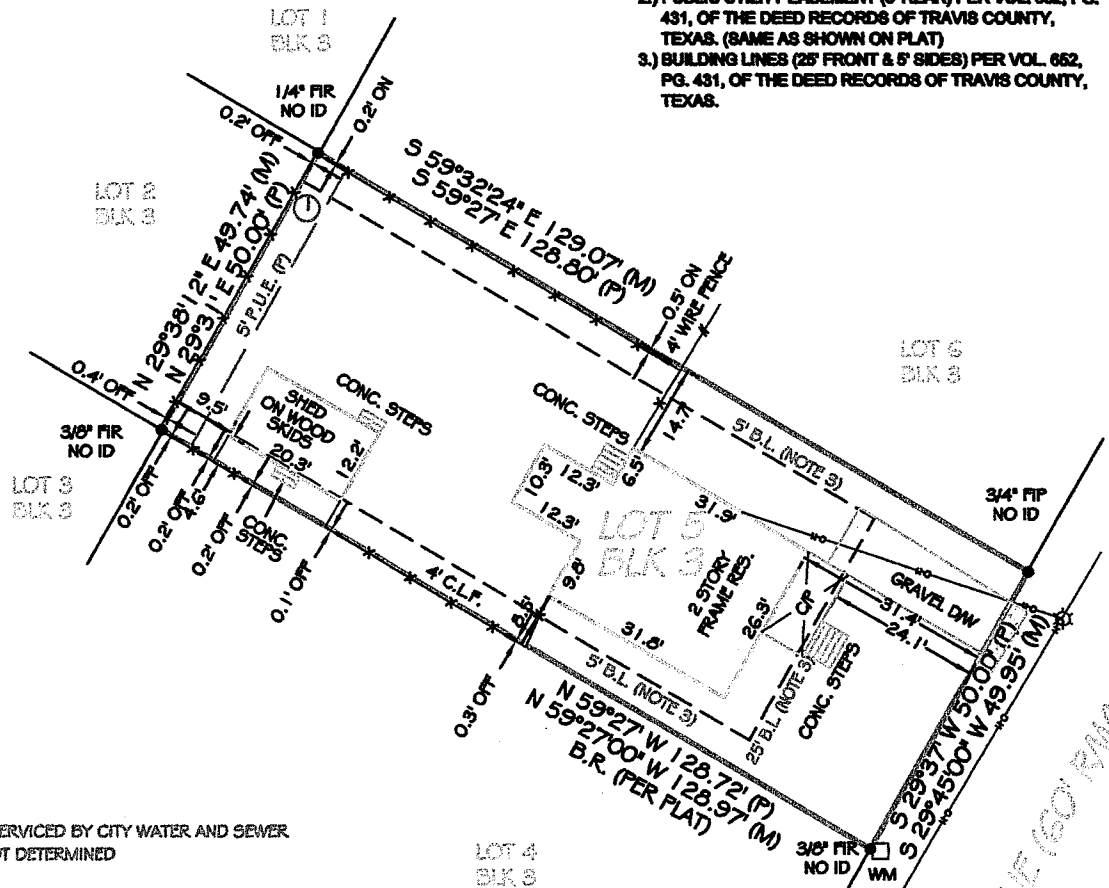 431, OF THE DEED RECORDS OF TRAVIS COUNTY,
TEXAS. (SAME AS SHOWN ON PLAT)
3.) BUILDING LINES (25' FRONT & 5' SIDES) PER VOL. 652,
PG. 431, OF THE DEED RECORDS OF TRAVIS COUNTY,
TEXAS.
LOT 1
BLK 3
1/4" FIR
NO ID
0.2' OFF
0.2' ON
S 59°32'24" E 129.07' (M)
S 59°27' E 128.80' (P)
LOT 2
BLK 3
N 29°38'12" E 49.74' (M)
N 29°31' E 50.00' (P)
5' P.U.E. (P)
0.5' ON
4' WIRE FENCE
LOT 6
BLK 3
0.4' OFF
3/8" FIR
NO ID
9.5'
SHED
ON WOOD
SKIDS
20.3'
12.2'
CONC. STEPS
CONC. STEPS
14.7'
6.5'
5' B.L. (NOTE 3)
3/4" FIP
NO ID
LOT 3
BLK 3
0.2' OFF
0.2' OFF
4.6'
0.2' OFF
CONC.
STEPS
0.1' OFF
10.3'
12.3'
12.3'
9.8'
31.9'
LOT 5
BLK 3
2 STORY
FRAME RES.
26.3'
C/P
GRAVEL D/W
31.4'
24.1'
4' C.L.F.
8.5'
31.8'
CONC. STEPS
0.3' OFF
5' B.L. (NOTE 3)
25' B.L. (NOTE 3)
N 59°27' W 128.72' (P)
N 59°27'00" W 128.97' (M)
B.R. (PER PLAT)
S 29°37' W 50.00' (P)
S 29°45'00" W 49.95' (M)
3/8" FIR
NO ID
WM
LOT 4
BLK 3
SERVICED BY CITY WATER AND SEWER
DETERMINED
(60'